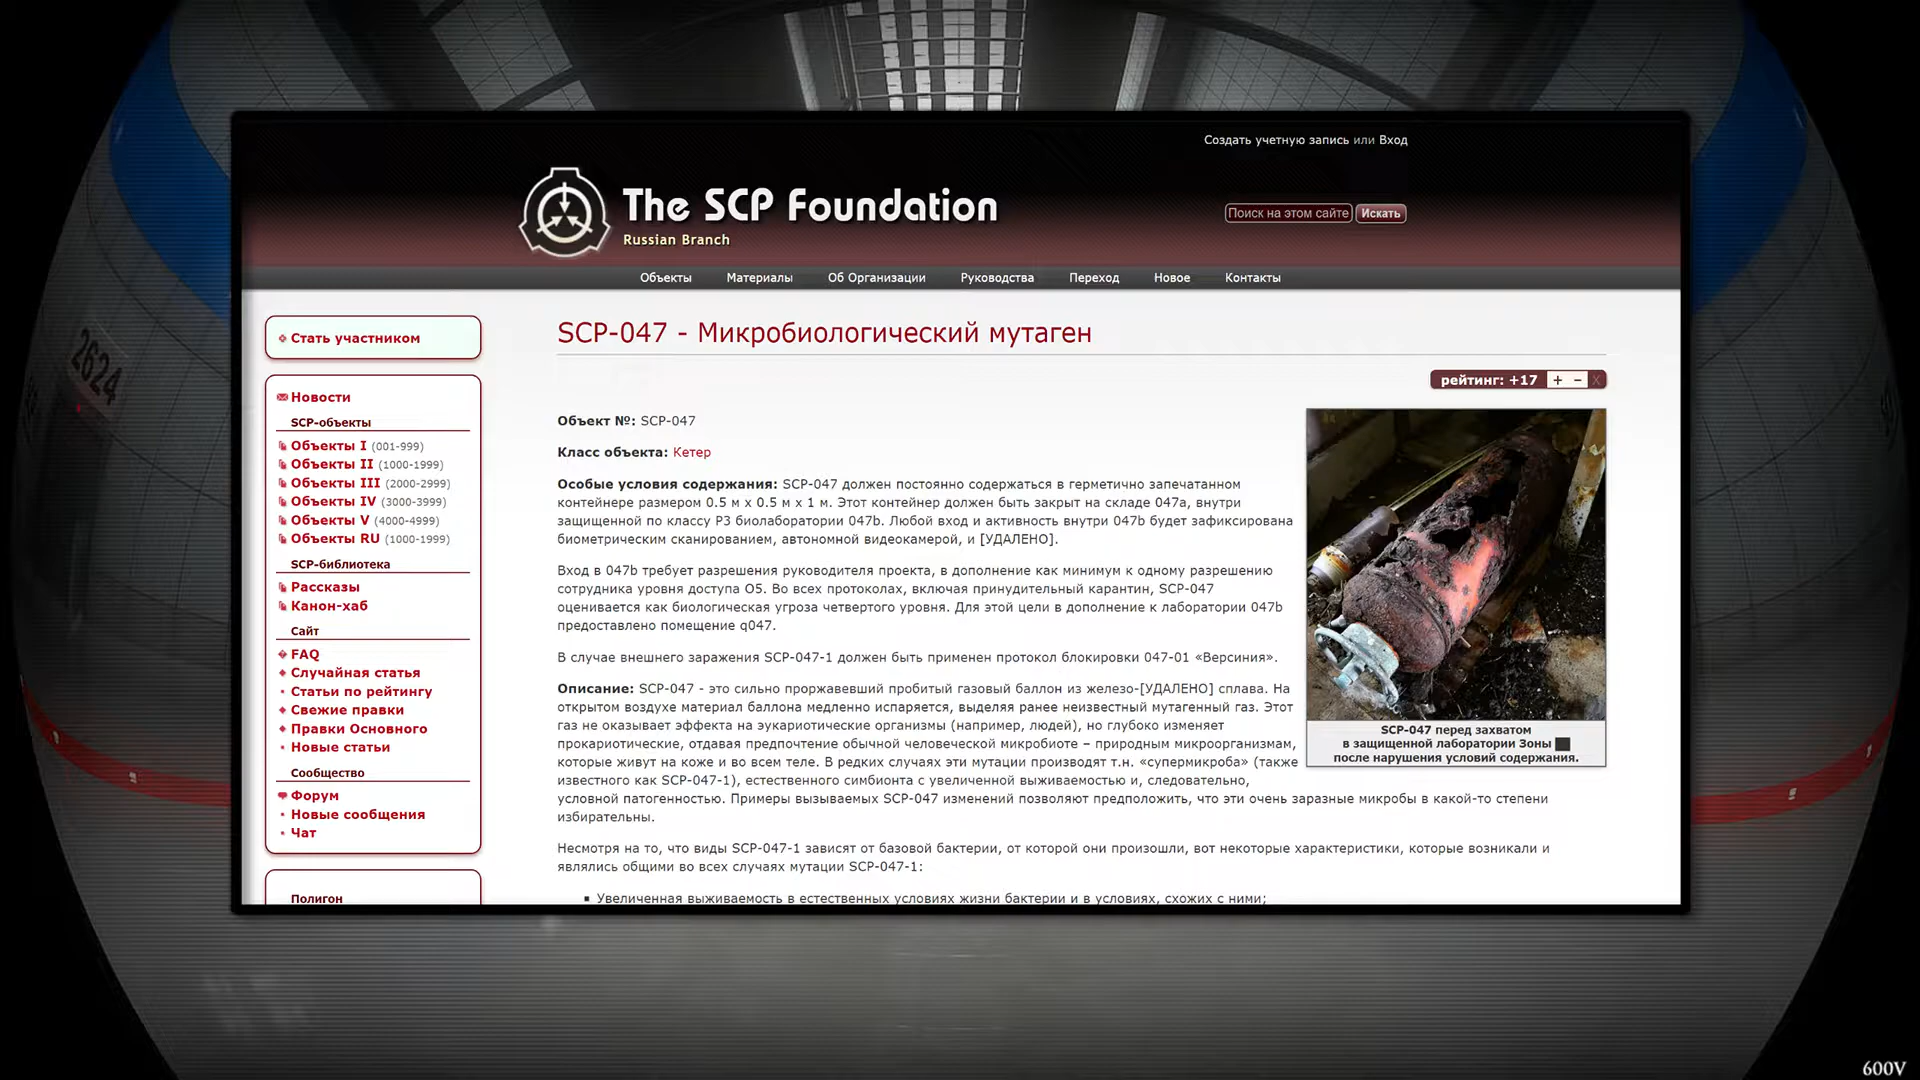 Создать учетную запись или Вход
The SCP Foundation
Russian Branch
Поиск на этом сайте Искать
Объекты Материалы Об Организации Руководства Переход Новое Контакты
Стать участником
Новости
SCP-объекты
Объекты I (001-999)
Объекты II (1000-1999)
Объекты III (2000-2999)
Объекты IV (3000-3999)
Объекты V (4000-4999)
Объекты RU (1000-1999)
SCP-библиотека
Рассказы
Канон-хаб
Сайт
FAQ
Случайная статья
Статьи по рейтингу
Свежие правки
Правки Основного
Новые статьи
Сообщество
Форум
Новые сообщения
Чат
Полигон
SCP-047 - Микробиологический мутаген
рейтинг: +17 + – X
Объект №: SCP-047
Класс объекта: Кетер
Особые условия содержания: SCP-047 должен постоянно содержаться в герметично запечатанном
контейнере размером 0.5 м x 0.5 м x 1 м. Этот контейнер должен быть закрыт на складе 047a, внутри
защищенной по классу P3 биолаборатории 047b. Любой вход и активность внутри 047b будет зафиксирована
биометрическим сканированием, автономной видеокамерой, и [УДАЛЕНО].
Вход в 047b требует разрешения руководителя проекта, в дополнение как минимум к одному разрешению
сотрудника уровня доступа O5. Во всех протоколах, включая принудительный карантин, SCP-047
оценивается как биологическая угроза четвертого уровня. Для этой цели в дополнение к лаборатории 047b
предоставлено помещение q047.
В случае внешнего заражения SCP-047-1 должен быть применен протокол блокировки 047-01 «Версиния».
Описание: SCP-047 - это сильно проржавевший пробитый газовый баллон из железо-[УДАЛЕНО] сплава. На
открытом воздухе материал баллона медленно испаряется, выделяя ранее неизвестный мутагенный газ. Этот
газ не оказывает эффекта на эукариотические организмы (например, людей), но глубоко изменяет
прокариотические, отдавая предпочтение обычной человеческой микробиоте – природным микроорганизмам,
которые живут на коже и во всем теле. В редких случаях эти мутации производят т.н. «супермикроба» (также
известного как SCP-047-1), естественного симбионта с увеличенной выживаемостью и, следовательно,
условной патогенностью. Примеры вызываемых SCP-047 изменений позволяют предположить, что эти очень заразные микробы в какой-то степени
избирательны.
Несмотря на то, что виды SCP-047-1 зависят от базовой бактерии, от которой они произошли, вот некоторые характеристики, которые возникали и
являлись общими во всех случаях мутации SCP-047-1:
Увеличенная выживаемость в естественных условиях жизни бактерии и в условиях, схожих с ними;
SCP-047 перед захватом
в защищенной лаборатории Зоны ██
после нарушения условий содержания.
2624
600V